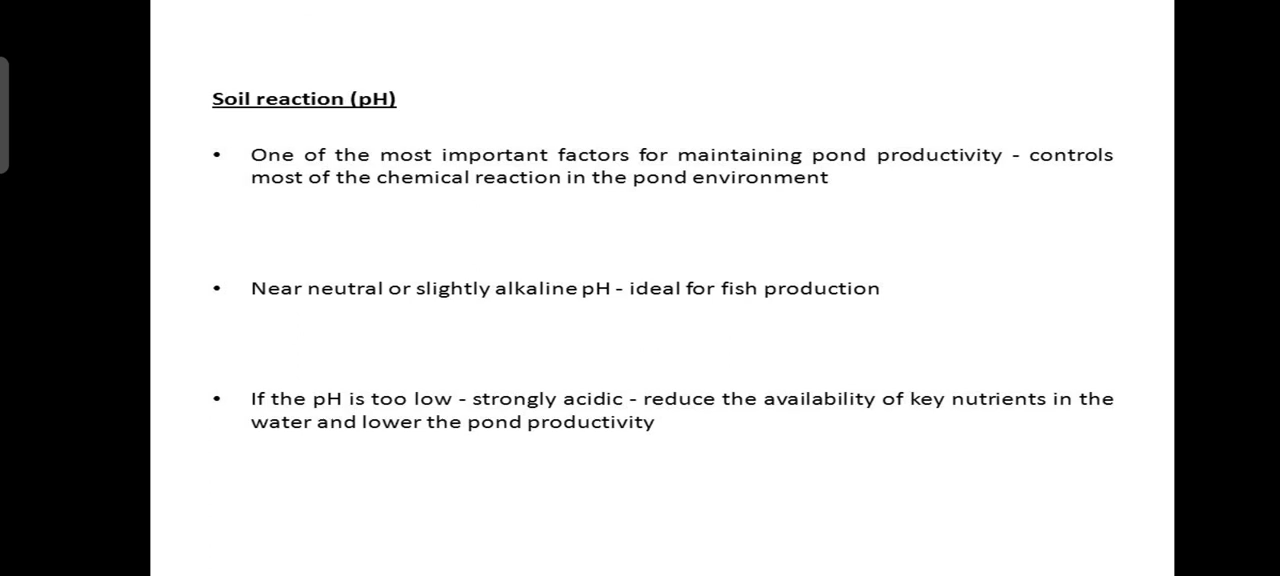 Soil reaction (pH)
• One of the most important factors for maintaining pond productivity - controls
most of the chemical reaction in the pond environment
• Near neutral or slightly alkaline pH - ideal for fish production
• If the pH is too low - strongly acidic - reduce the availability of key nutrients in the
water and lower the pond productivity